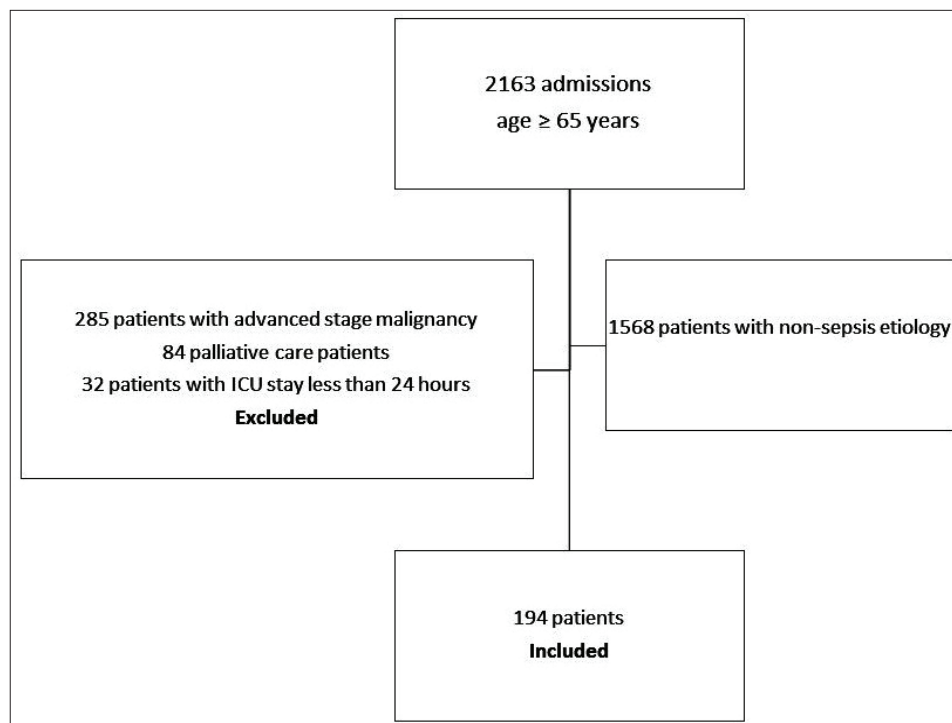 2163 admissions
age ≥ 65 years
285 patients with advanced stage malignancy
84 palliative care patients
32 patients with ICU stay less than 24 hours
Excluded
1568 patients with non-sepsis etiology
194 patients
Included